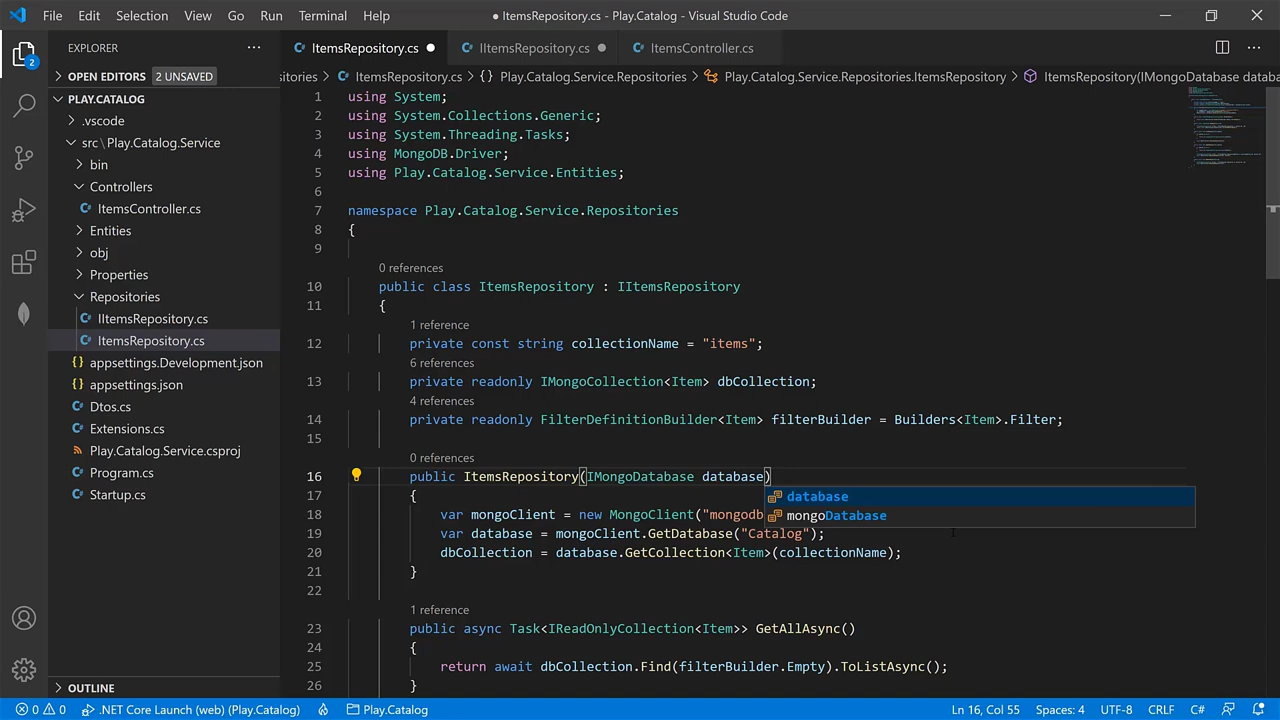 File Edit Selection View Go Run Terminal Help
● ItemsRepository.cs - Play.Catalog - Visual Studio Code
EXPLORER
ItemsRepository.cs
IItemsRepository.cs
ItemsController.cs
OPEN EDITORS 2 UNSAVED
PLAY.CATALOG
.vscode
src \ Play.Catalog.Service
bin
Controllers
ItemsController.cs
Entities
obj
Properties
Repositories
IItemsRepository.cs
ItemsRepository.cs
appsettings.Development.json
appsettings.json
Dtos.cs
Extensions.cs
Play.Catalog.Service.csproj
Program.cs
Startup.cs
OUTLINE
2
sitories > ItemsRepository.cs > {} Play.Catalog.Service.Repositories > Play.Catalog.Service.Repositories.ItemsRepository > ItemsRepository(IMongoDatabase databa
1 using System;
2 using System.Collections.Generic;
3 using System.Threading.Tasks;
4 using MongoDB.Driver;
5 using Play.Catalog.Service.Entities;
6
7 namespace Play.Catalog.Service.Repositories
8 {
9
0 references
10 public class ItemsRepository : IItemsRepository
11 {
1 reference
12 private const string collectionName = "items";
6 references
13 private readonly IMongoCollection<Item> dbCollection;
4 references
14 private readonly FilterDefinitionBuilder<Item> filterBuilder = Builders<Item>.Filter;
15
0 references
16 public ItemsRepository(IMongoDatabase database)
17 {
database
18 var mongoClient = new MongoClient("mongodb
mongoDatabase
19 var database = mongoClient.GetDatabase("Catalog");
20 dbCollection = database.GetCollection<Item>(collectionName);
21 }
22
1 reference
23 public async Task<IReadOnlyCollection<Item>> GetAllAsync()
24 {
25 return await dbCollection.Find(filterBuilder.Empty).ToListAsync();
26 }
0 0 .NET Core Launch (web) (Play.Catalog) Play.Catalog Ln 16, Col 55 Spaces: 4 UTF-8 CRLF C#